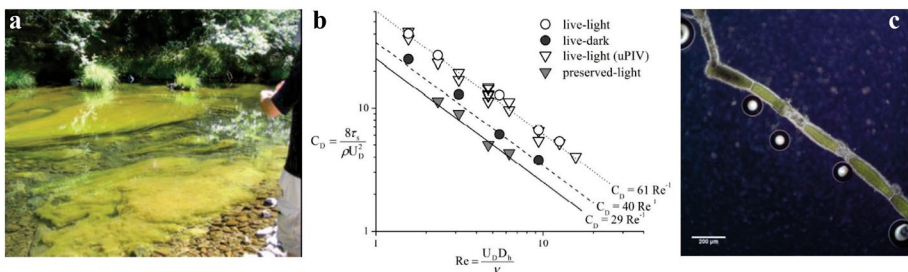 a
b
c
live-light
live-dark
live-light (uPIV)
preserved-light
10
C_D = 8τ_s / ρU_D^2
1
1
10
C_D = 61 Re^-1
C_D = 40 Re^-1
C_D = 29 Re^-1
Re = U_D D_h / ν
200 µm